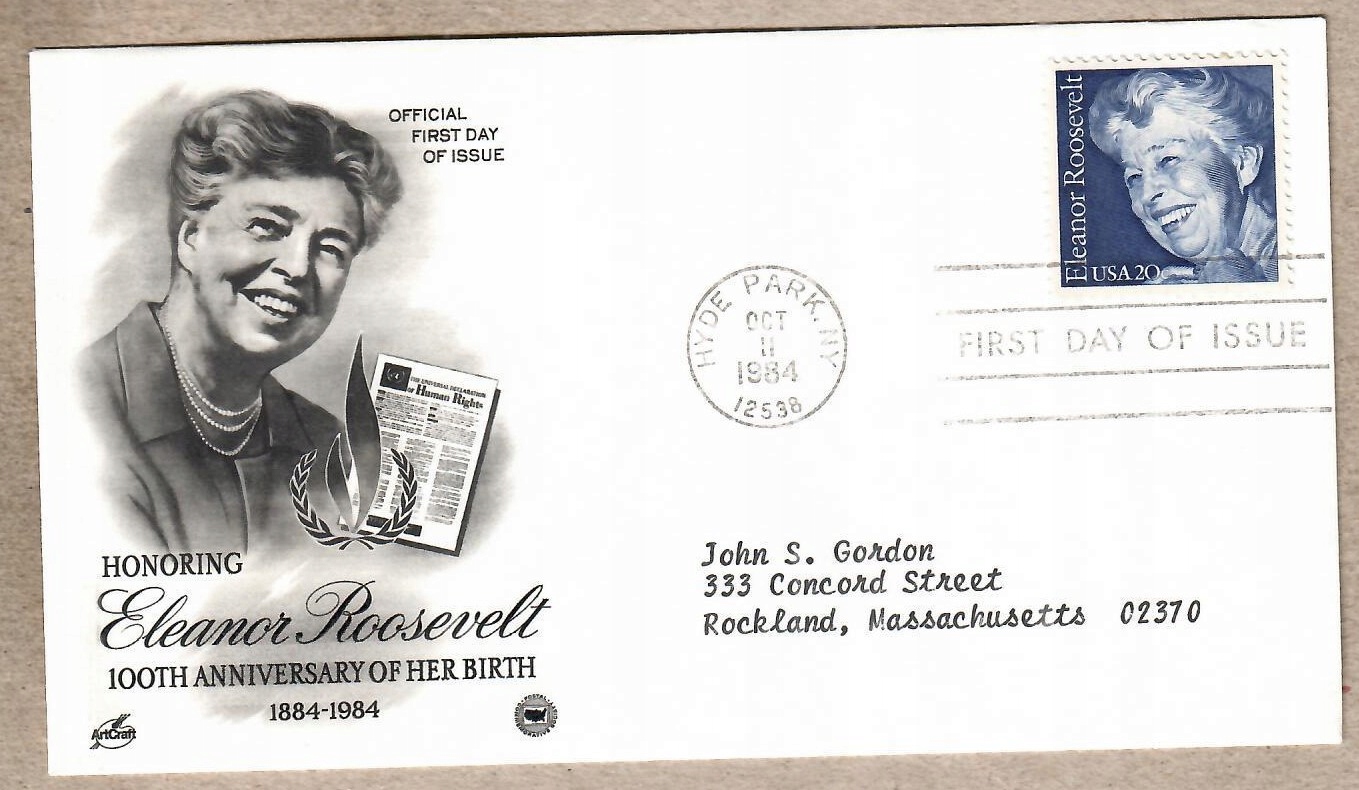 OFFICIAL
FIRST DAY
OF ISSUE
Eleanor Roosevelt
USA 20c
HYDE PARK, NY
OCT
11
1984
12538
FIRST DAY OF ISSUE
THE UNIVERSAL DECLARATION
OF Human Rights
John S. Gordon
333 Concord Street
Rockland, Massachusetts 02370
HONORING
Eleanor Roosevelt
100TH ANNIVERSARY OF HER BIRTH
1884-1984
ArtCraft